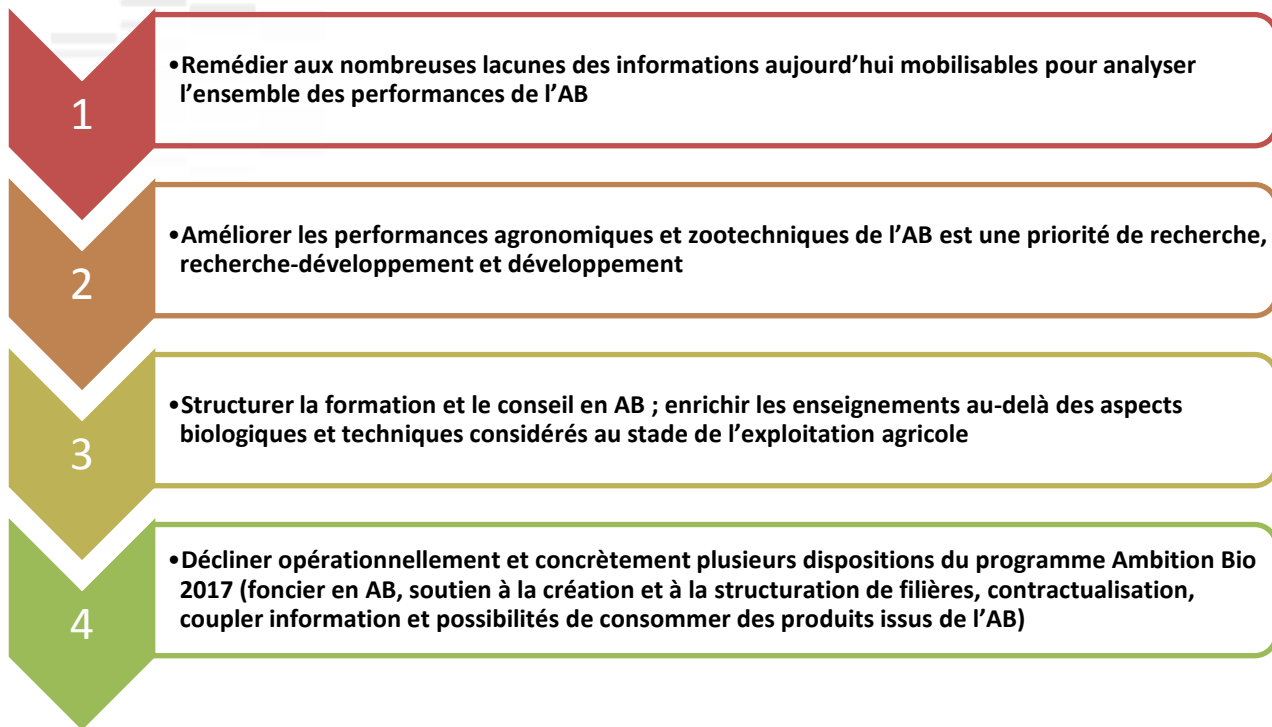 1
•Remédier aux nombreuses lacunes des informations aujourd’hui mobilisables pour analyser
l’ensemble des performances de l’AB
2
•Améliorer les performances agronomiques et zootechniques de l’AB est une priorité de recherche,
recherche-développement et développement
3
•Structurer la formation et le conseil en AB ; enrichir les enseignements au-delà des aspects
biologiques et techniques considérés au stade de l’exploitation agricole
4
•Décliner opérationnellement et concrètement plusieurs dispositions du programme Ambition Bio
2017 (foncier en AB, soutien à la création et à la structuration de filières, contractualisation,
coupler information et possibilités de consommer des produits issus de l’AB)